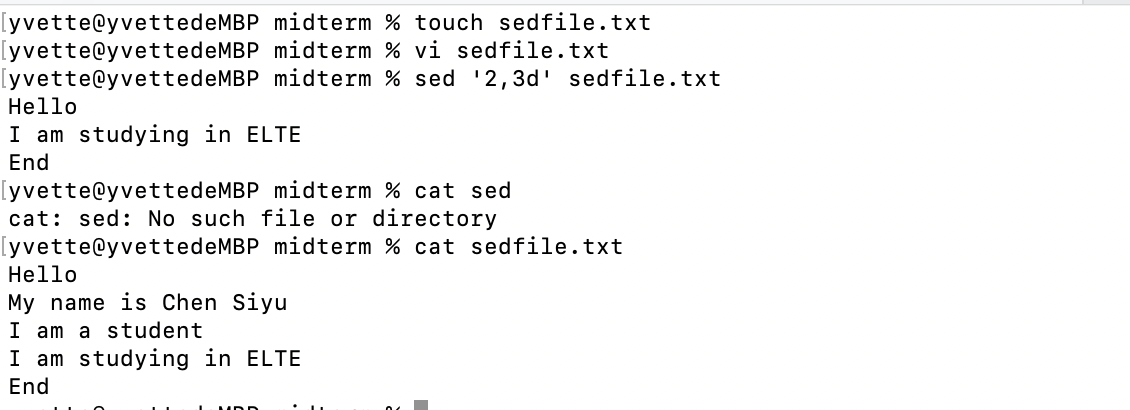 [yvette@yvettedeMBP midterm % touch sedfile.txt
[yvette@yvettedeMBP midterm % vi sedfile.txt
[yvette@yvettedeMBP midterm % sed '2,3d' sedfile.txt
Hello
I am studying in ELTE
End
[yvette@yvettedeMBP midterm % cat sed
cat: sed: No such file or directory
[yvette@yvettedeMBP midterm % cat sedfile.txt
Hello
My name is Chen Siyu
I am a student
I am studying in ELTE
End
yvette@yvettedeMBP midterm %